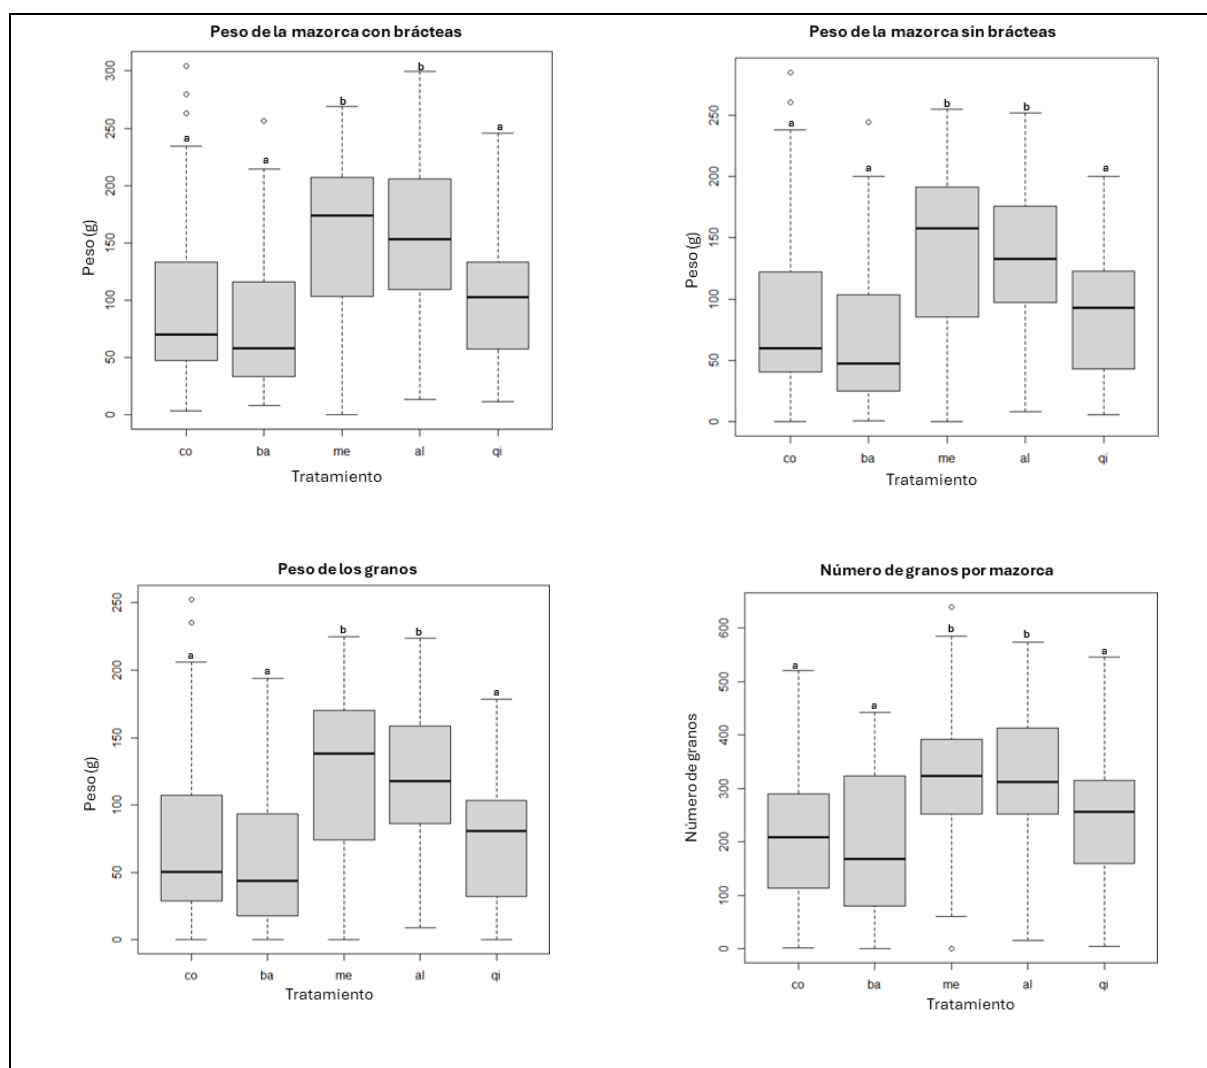 Peso de la mazorca con brácteas
300
250
200
150
100
50
0
Peso (g)
a
a
b
b
a
co ba me al qi
Tratamiento
Peso de la mazorca sin brácteas
250
200
150
100
50
0
Peso (g)
a
a
b
b
a
co ba me al qi
Tratamiento
Peso de los granos
250
200
150
100
50
0
Peso (g)
a
a
b
b
a
co ba me al qi
Tratamiento
Número de granos por mazorca
600
500
400
300
200
100
0
Número de granos
a
a
b
b
a
co ba me al qi
Tratamiento